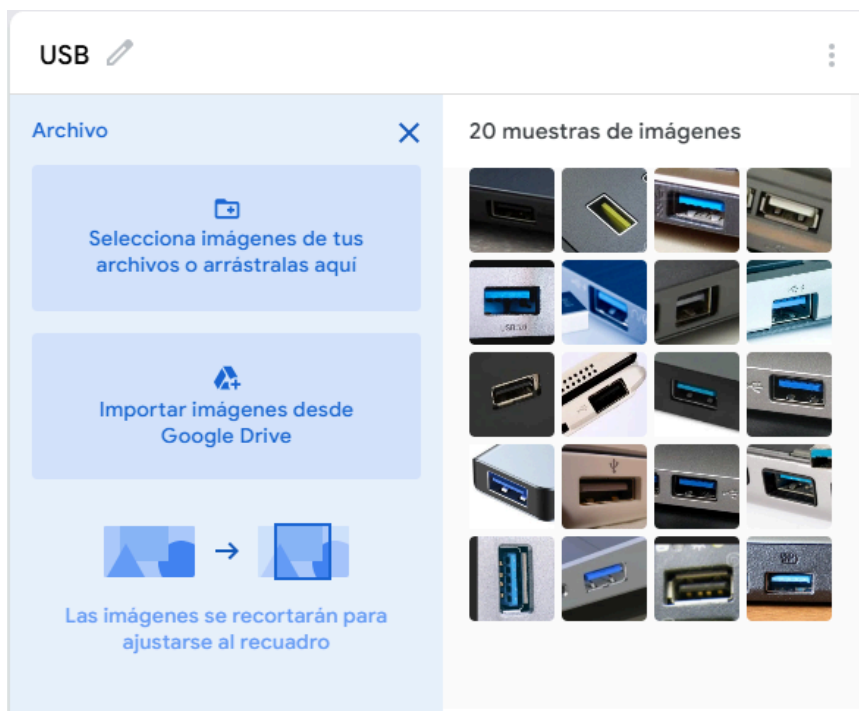 USB
Archivo
20 muestras de imágenes
Selecciona imágenes de tus
archivos o arrástralas aquí
Importar imágenes desde
Google Drive
Las imágenes se recortarán para
ajustarse al recuadro